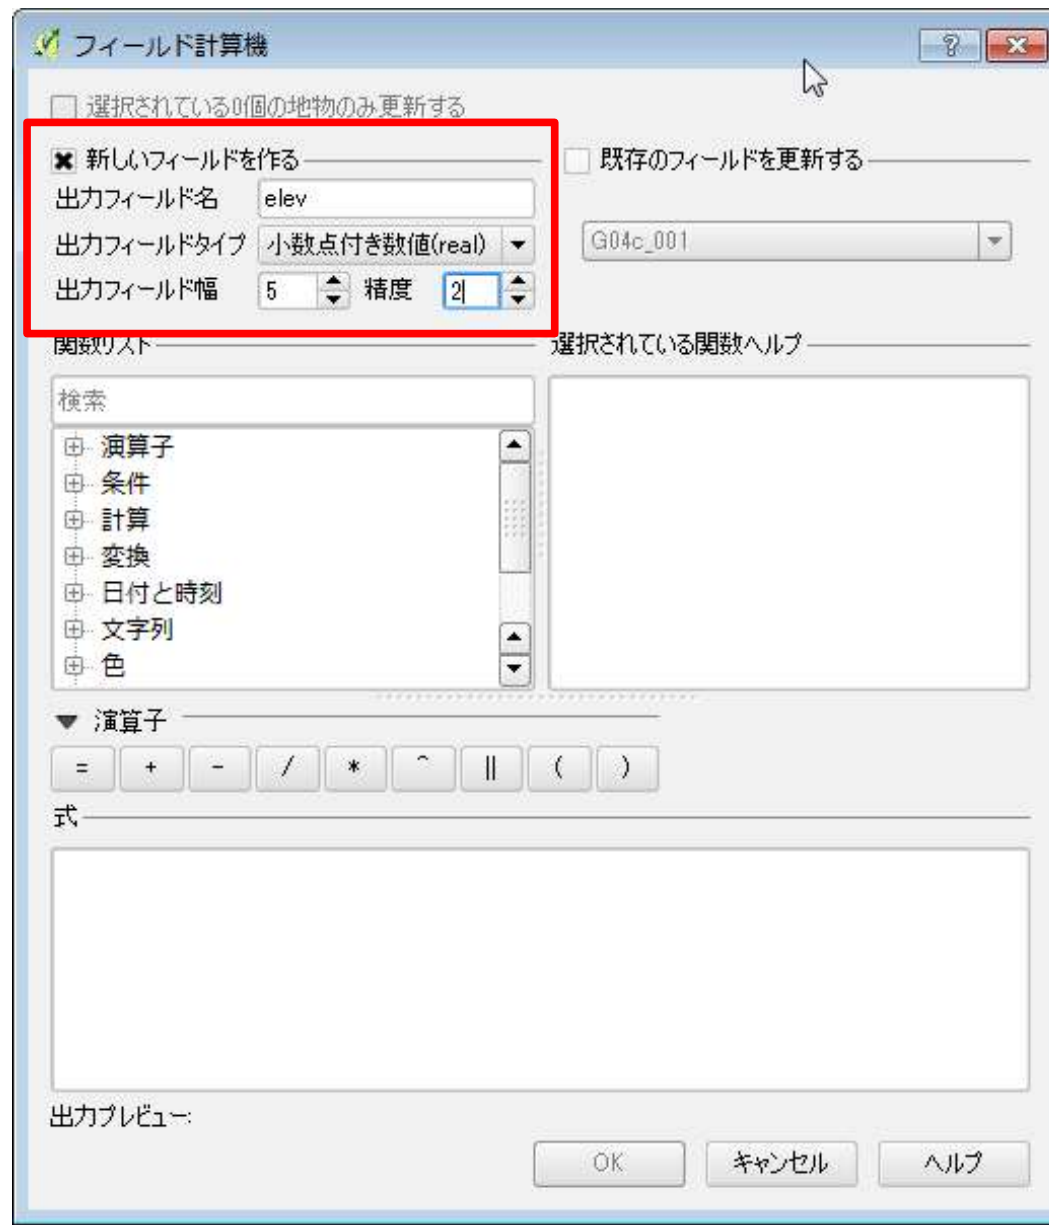 フィールド計算機
選択されている0個の地物のみ更新する
新しいフィールドを作る
出力フィールド名 elev
出力フィールドタイプ 小数点付き数値(real)
出力フィールド幅 5 精度 2
既存のフィールドを更新する
G04c_001
関数リスト
検索
演算子
条件
計算
変換
日付と時刻
文字列
色
選択されている関数ヘルプ
演算子
= + - / * ^ || ( )
式
出力プレビュー:
OK キャンセル ヘルプ